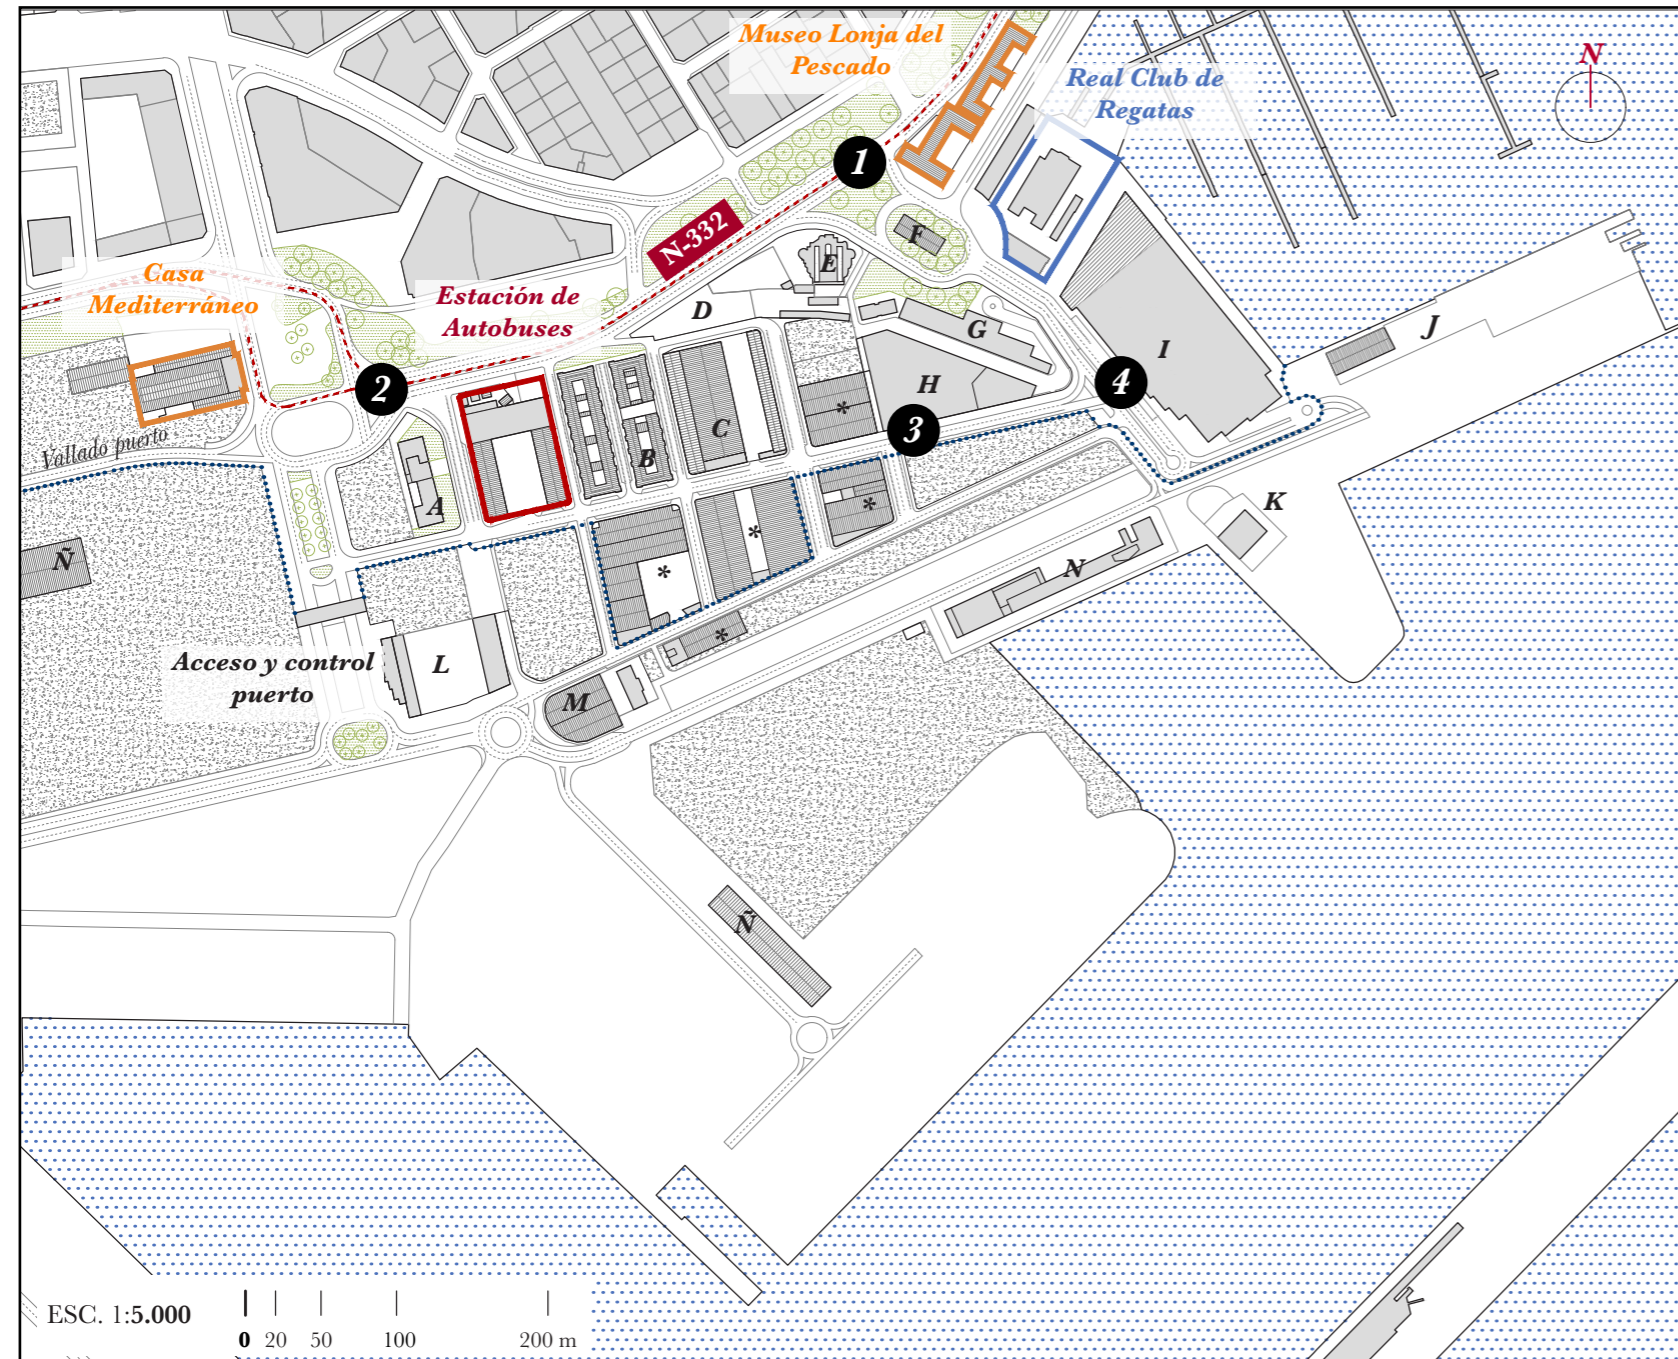 Museo Lonja del
Pescado
Real Club de
Regatas
N
1
N-332
F
E
Casa
Mediterráneo
Estación de
Autobuses
D
G
I
J
H
4
2
*
3
C
B
Vallado puerto
A
*
K
*
Ñ
*
N
*
Acceso y control
puerto
L
M
Ñ
ESC. 1:5.000
0 20 50 100 200 m